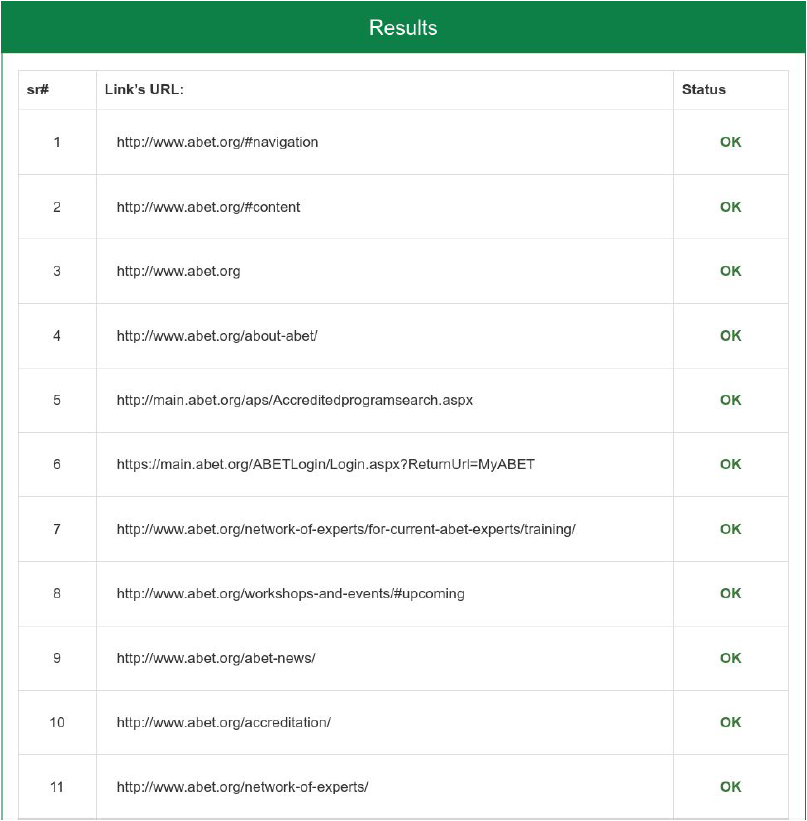 Results
sr# Link's URL: Status
1 http://www.abet.org/#navigation OK
2 http://www.abet.org/#content OK
3 http://www.abet.org OK
4 http://www.abet.org/about-abet/ OK
5 http://main.abet.org/aps/Accreditedprogramsearch.aspx OK
6 https://main.abet.org/ABETLogin/Login.aspx?ReturnUrl=MyABET OK
7 http://www.abet.org/network-of-experts/for-current-abet-experts/training/ OK
8 http://www.abet.org/workshops-and-events/#upcoming OK
9 http://www.abet.org/abet-news/ OK
10 http://www.abet.org/accreditation/ OK
11 http://www.abet.org/network-of-experts/ OK